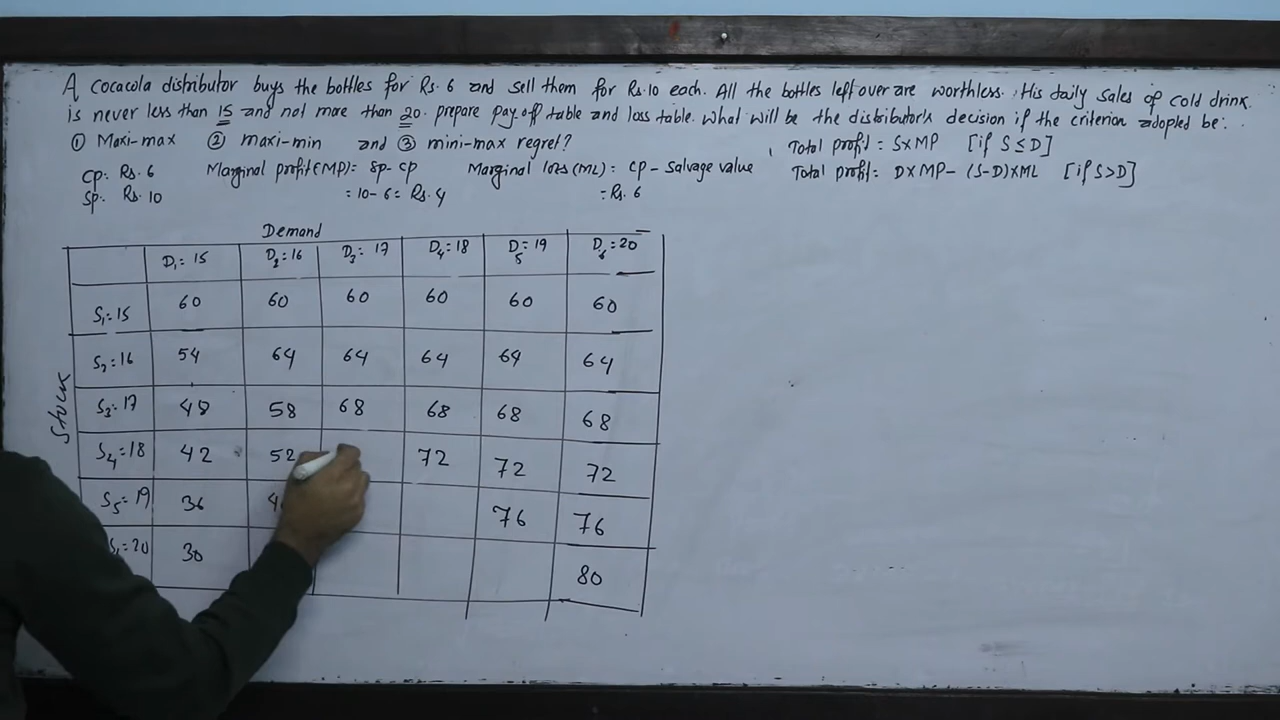 A cocacola distributor buys the bottles for Rs. 6 and sell them for Rs. 10 each. All the bottles left over are worthless. His daily sales of cold drink
is never less than 15 and not more than 20. prepare pay off table and loss table. What will be the distributor's decision if the criterion adopted be:
① Maxi-max ② maxi-min and ③ mini-max regret? Total profit = S×MP [if S ≤ D]
CP: Rs. 6 Marginal profit (MP) = SP - CP Marginal loss (ML) = CP - Salvage value Total profit = D×MP - (S-D)×ML [if S>D]
SP: Rs. 10 = 10-6 = Rs. 4 = Rs. 6
Demand
D₁ = 15 D₂ = 16 D₃ = 17 D₄ = 18 D₅ = 19 D₆ = 20
S₁ = 15 60 60 60 60 60 60
S₂ = 16 54 64 64 64 64 64
S₃ = 17 48 58 68 68 68 68
S₄ = 18 42 52 72 72 72
S₅ = 19 36 76 76
= 20 30 80